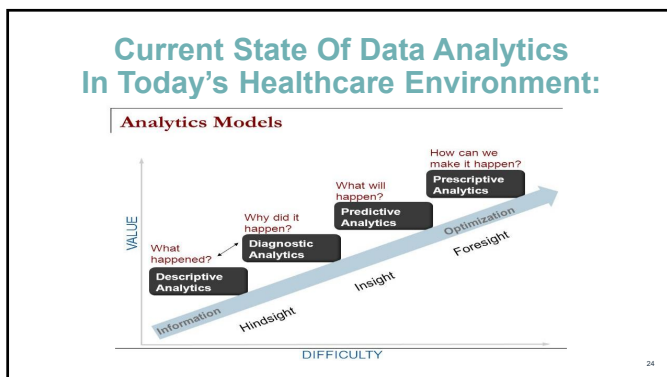 Current State Of Data Analytics
In Today's Healthcare Environment:
Analytics Models
How can we
make it happen?
Prescriptive
Analytics
What will
happen?
Predictive
Analytics
Why did it
happen?
Diagnostic
Analytics
What
happened?
Descriptive
Analytics
VALUE
Information
Hindsight
Insight
Foresight
Optimization
DIFFICULTY
24